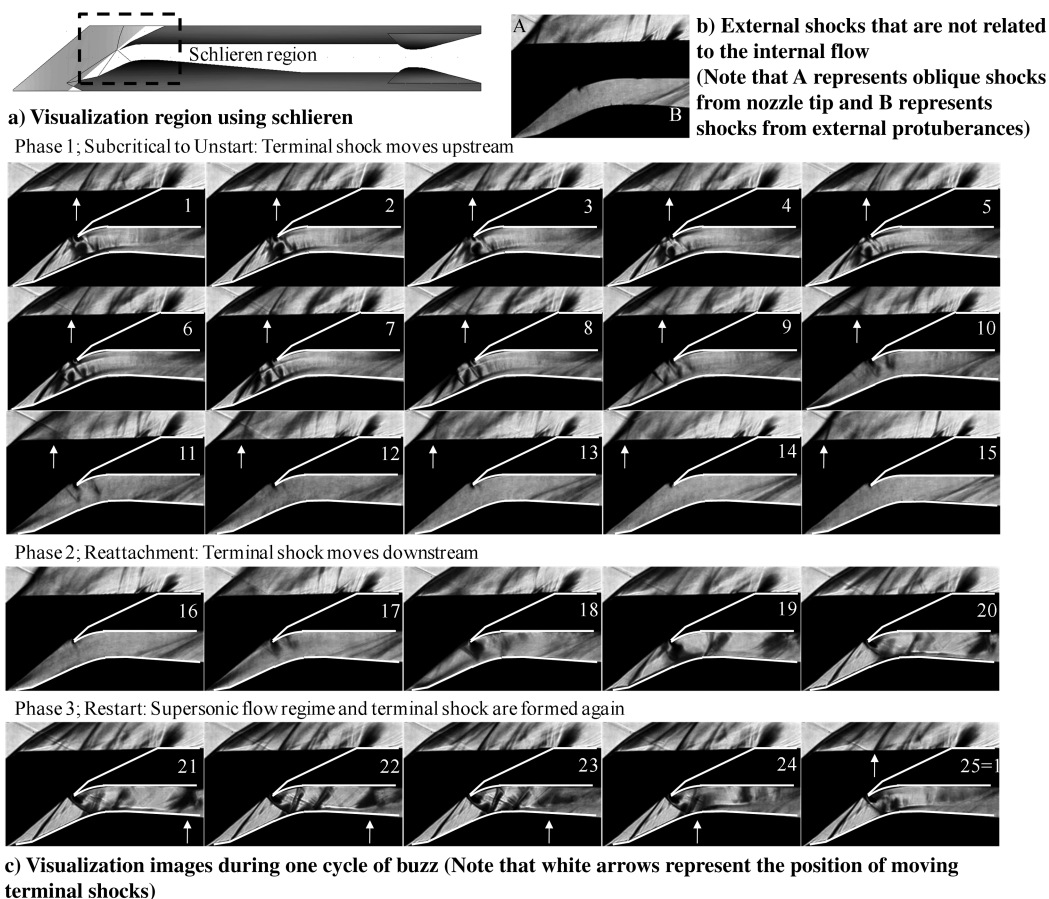 Schlieren region
a) Visualization region using schlieren
A
B
b) External shocks that are not related
to the internal flow
(Note that A represents oblique shocks
from nozzle tip and B represents
shocks from external protuberances)
Phase 1; Subcritical to Unstart: Terminal shock moves upstream
1
2
3
4
5
6
7
8
9
10
11
12
13
14
15
Phase 2; Reattachment: Terminal shock moves downstream
16
17
18
19
20
Phase 3; Restart: Supersonic flow regime and terminal shock are formed again
21
22
23
24
25=1
c) Visualization images during one cycle of buzz (Note that white arrows represent the position of moving
terminal shocks)